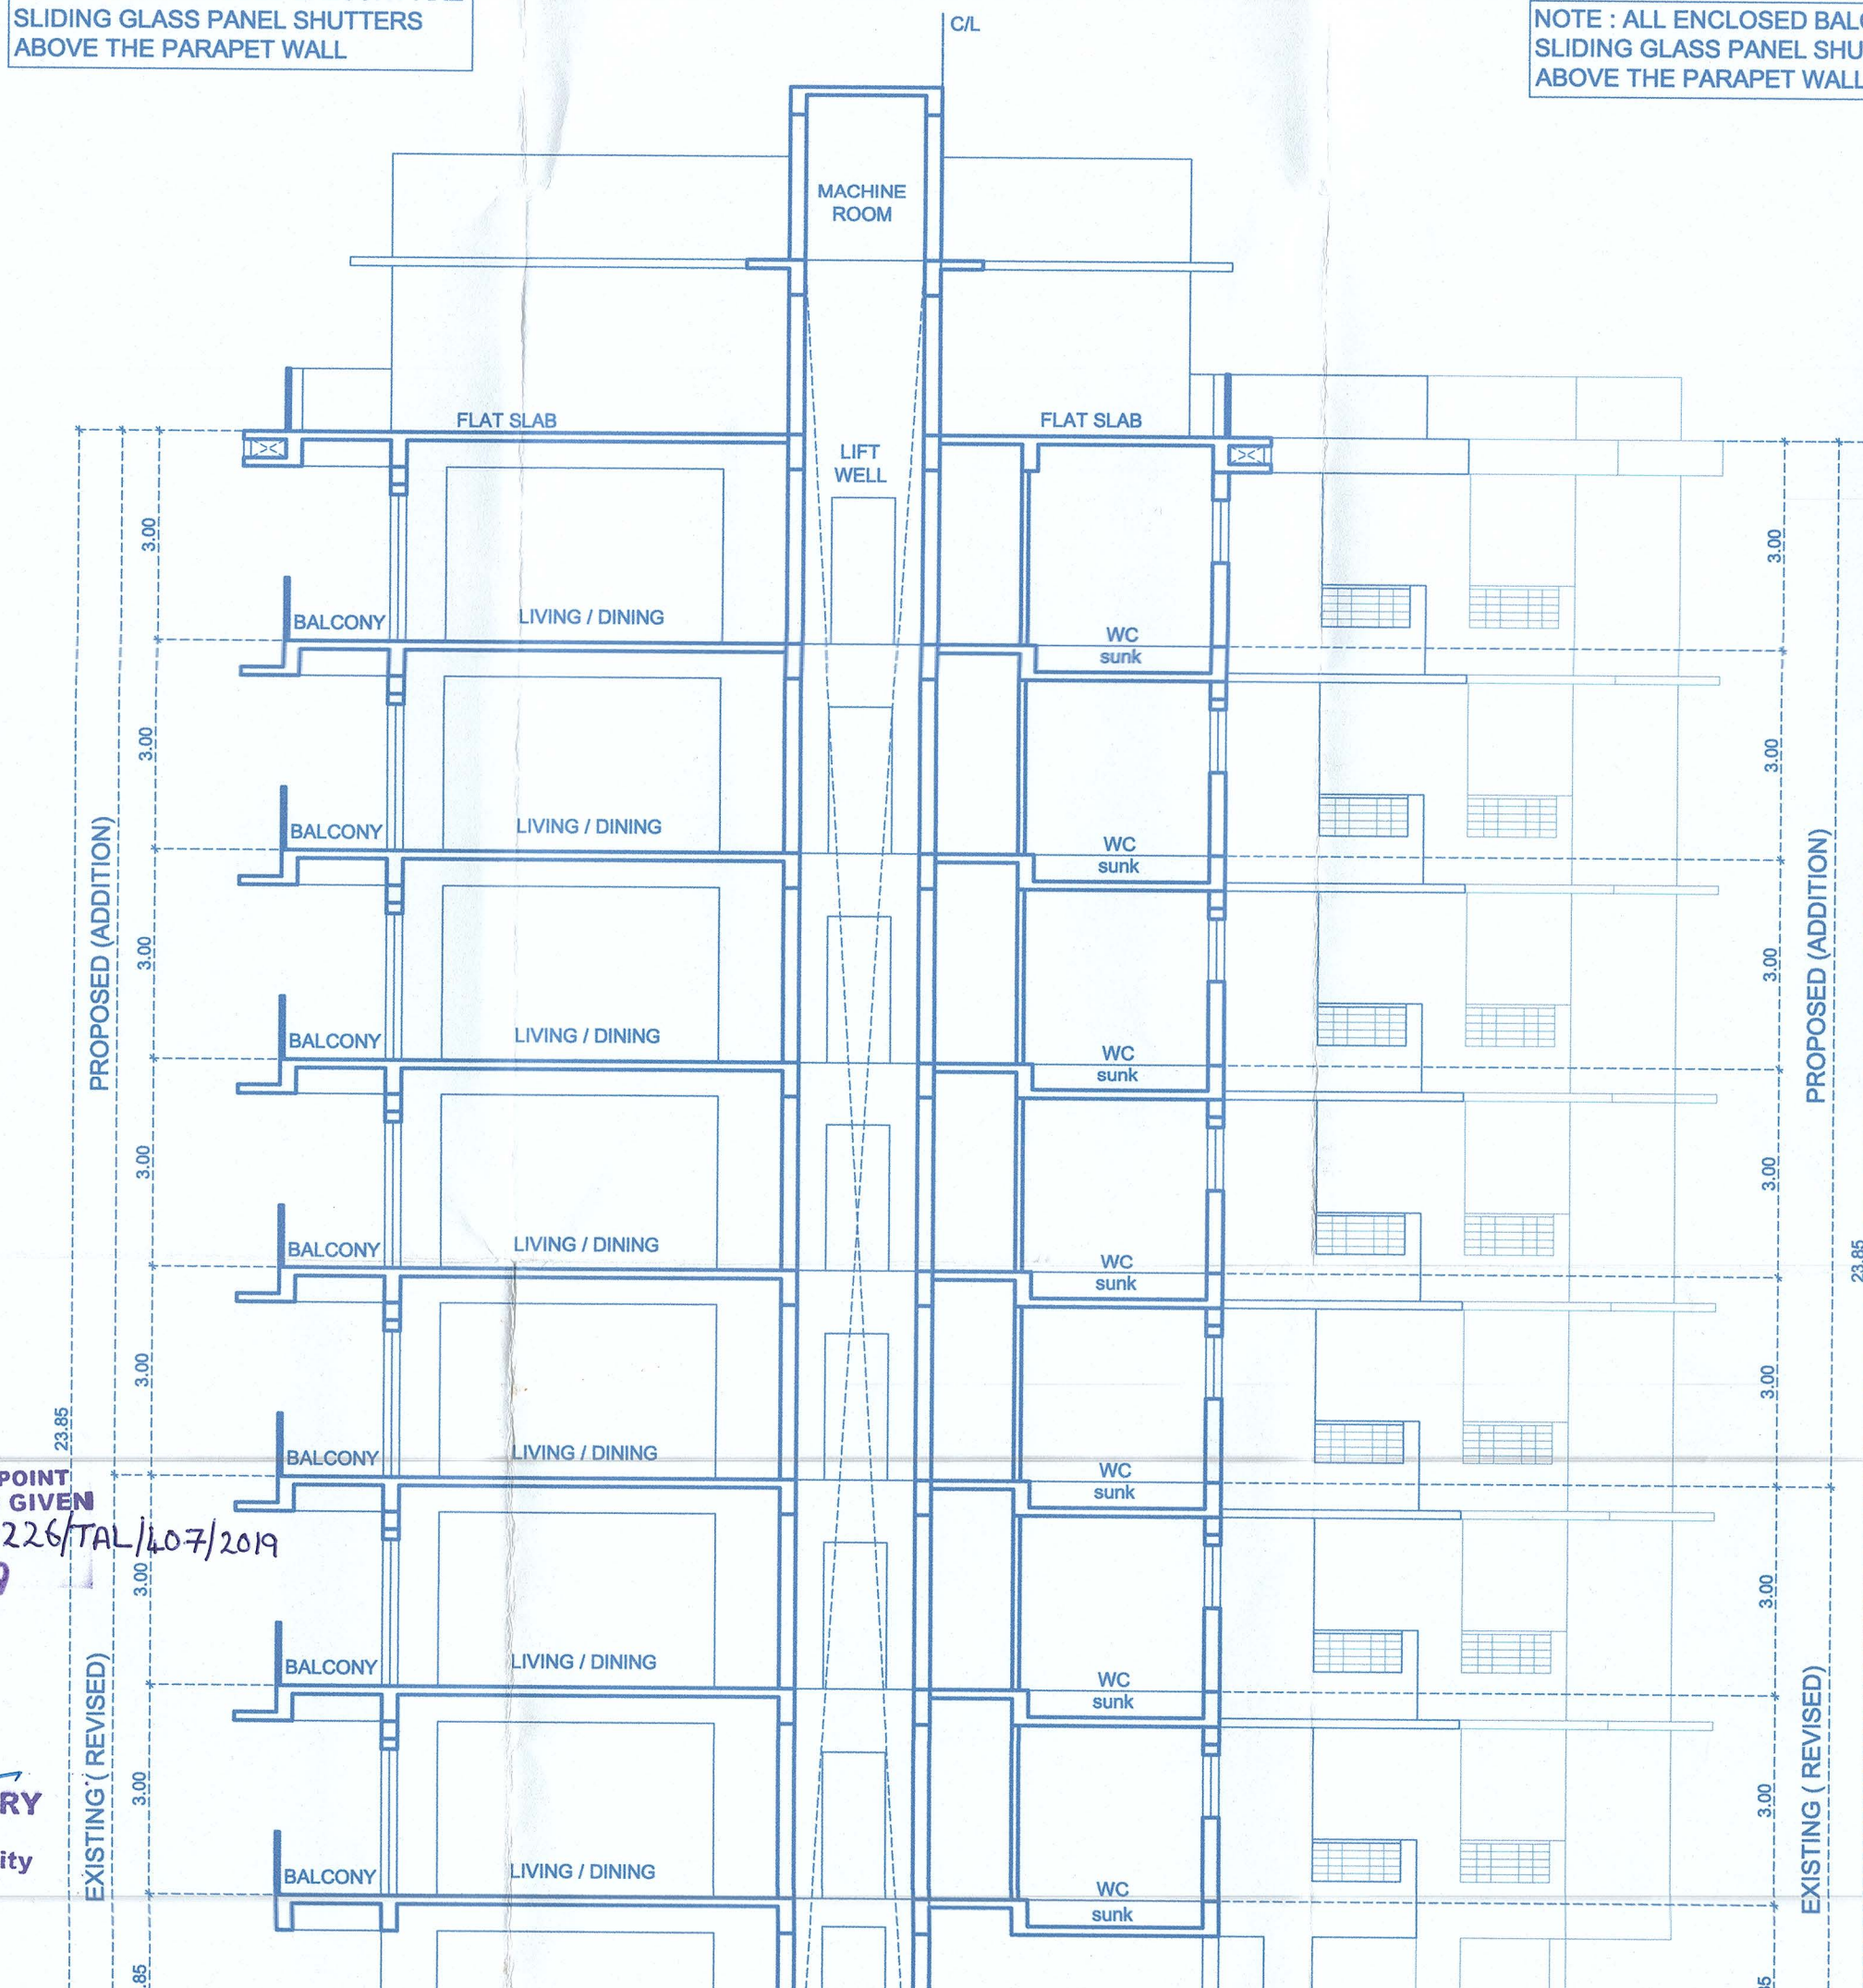 SLIDING GLASS PANEL SHUTTERS
ABOVE THE PARAPET WALL
C/L
NOTE : ALL ENCLOSED
SLIDING GLASS PANEL
ABOVE THE PARAPET WALL
MACHINE
ROOM
FLAT SLAB
FLAT SLAB
LIFT
WELL
3.00
3.00
BALCONY
LIVING / DINING
WC
sunk
3.00
3.00
BALCONY
LIVING / DINING
WC
sunk
PROPOSED (ADDITION)
PROPOSED (ADDITION)
3.00
3.00
BALCONY
LIVING / DINING
WC
sunk
3.00
3.00
BALCONY
LIVING / DINING
WC
sunk
23.85
23.85
3.00
3.00
BALCONY
LIVING / DINING
WC
sunk
POINT
GIVEN
226/TAL/407/2019
3.00
3.00
BALCONY
LIVING / DINING
WC
sunk
EXISTING ( REVISED)
EXISTING ( REVISED)
3.00
3.00
BALCONY
LIVING / DINING
WC
sunk